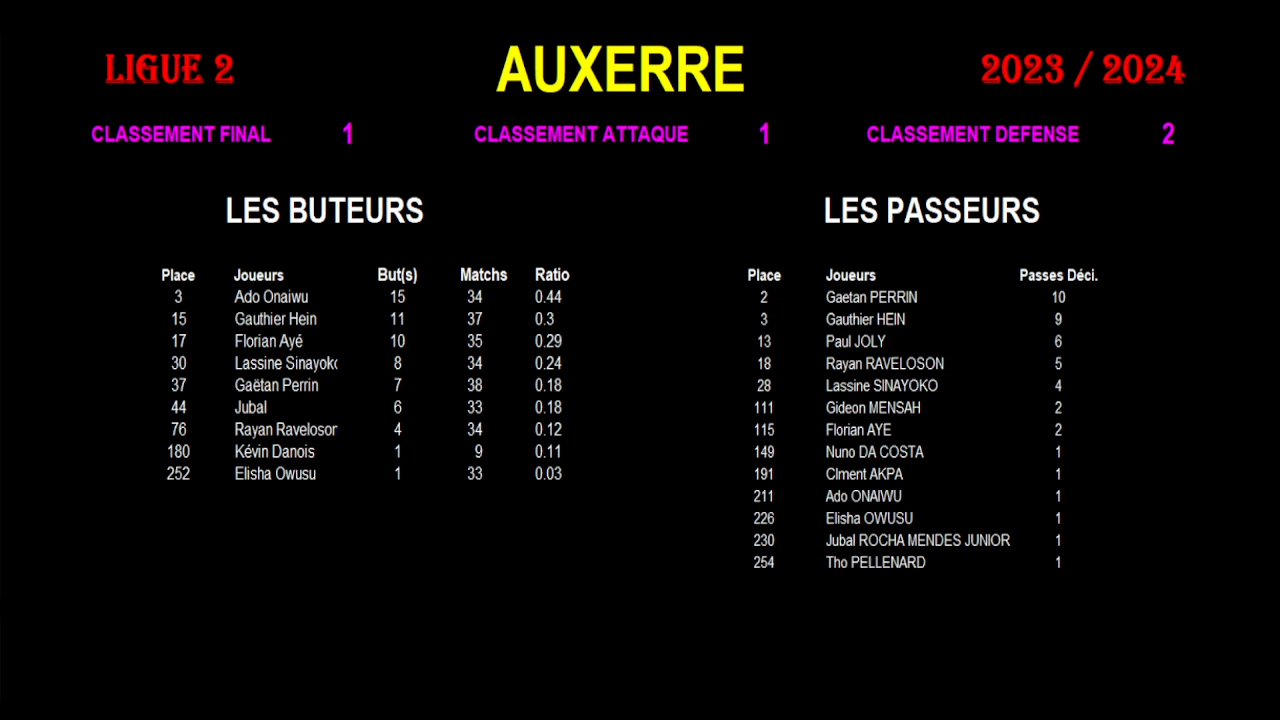 LIGUE 2 AUXERRE 2023 / 2024
CLASSEMENT FINAL 1 CLASSEMENT ATTAQUE 1 CLASSEMENT DEFENSE 2
LES BUTEURS
Place Joueurs But(s) Matchs Ratio
3 Ado Onaiwu 15 34 0.44
15 Gauthier Hein 11 37 0.3
17 Florian Ayé 10 35 0.29
30 Lassine Sinayoko 8 34 0.24
37 Gaëtan Perrin 7 38 0.18
44 Jubal 6 33 0.18
76 Rayan Raveloson 4 34 0.12
180 Kévin Danois 1 9 0.11
252 Elisha Owusu 1 33 0.03
LES PASSEURS
Place Joueurs Passes Déci.
2 Gaetan PERRIN 10
3 Gauthier HEIN 9
13 Paul JOLY 6
18 Rayan RAVELOSON 5
28 Lassine SINAYOKO 4
111 Gideon MENSAH 2
115 Florian AYE 2
149 Nuno DA COSTA 1
191 Clment AKPA 1
211 Ado ONAIWU 1
226 Elisha OWUSU 1
230 Jubal ROCHA MENDES JUNIOR 1
254 Tho PELLENARD 1